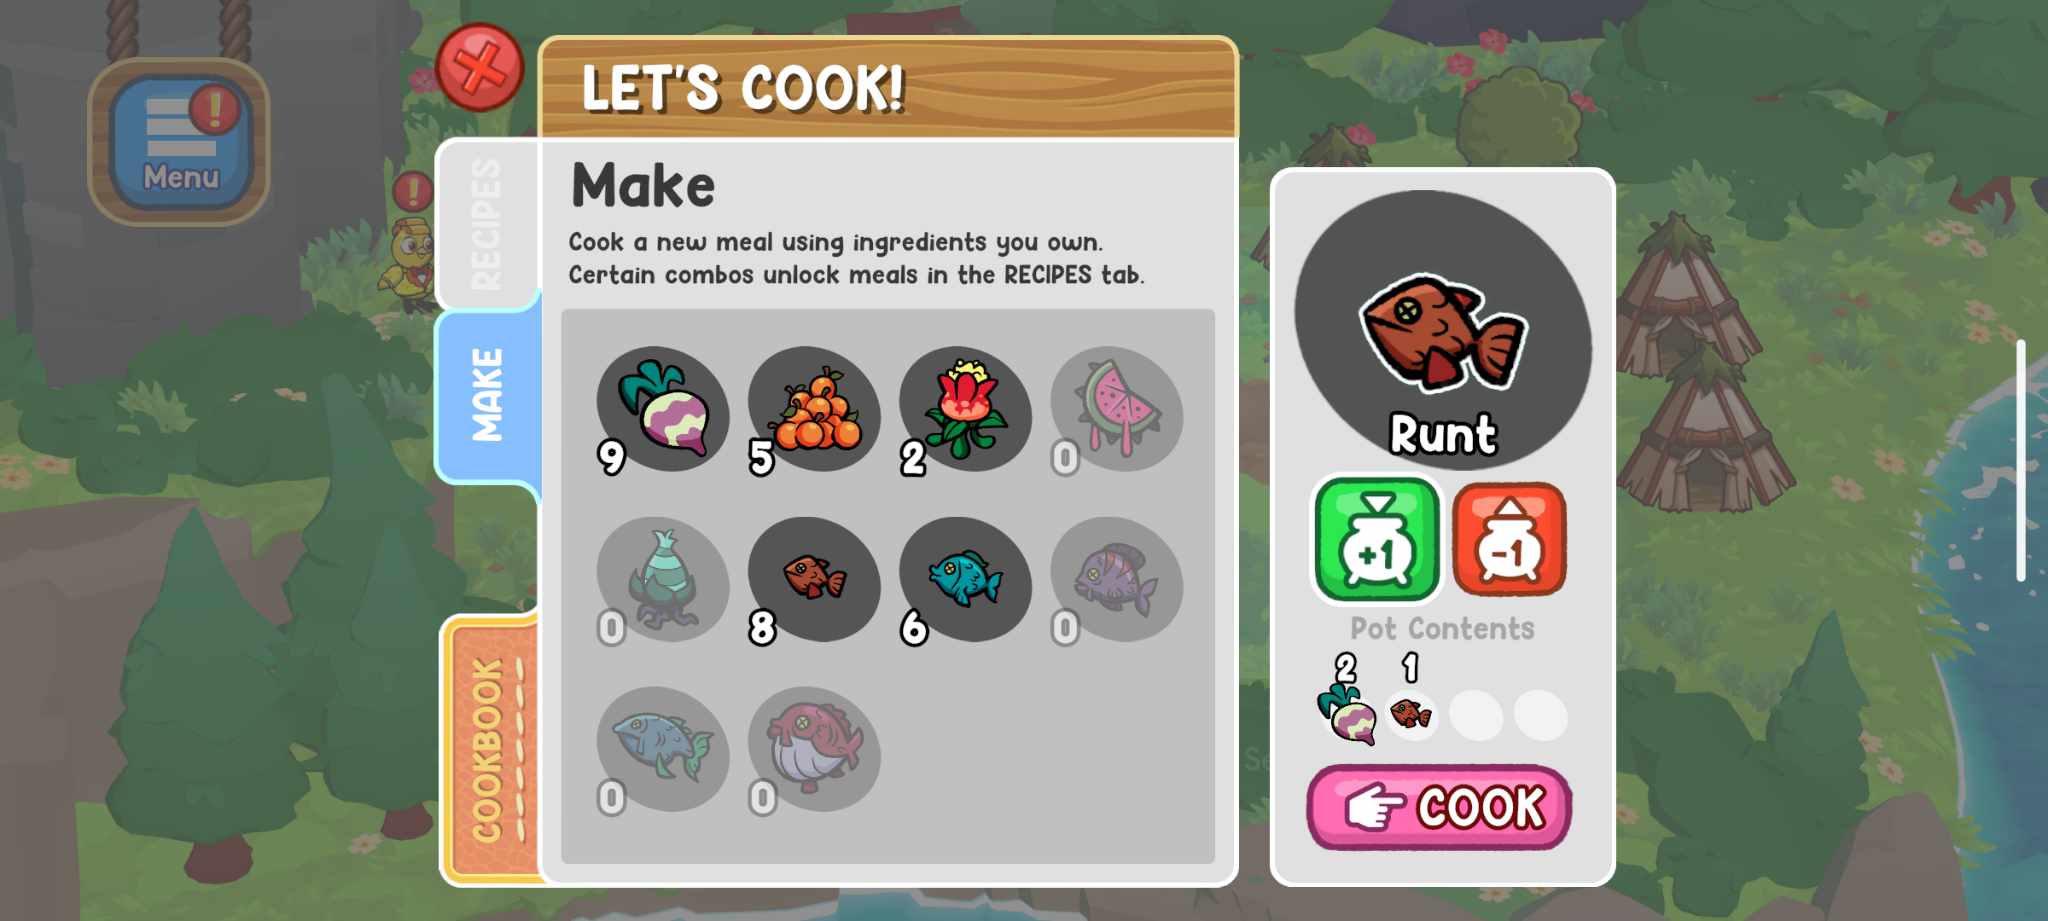 Menu
LET'S COOK!
RECIPES
MAKE
COOKBOOK
Make
Cook a new meal using ingredients you own.
Certain combos unlock meals in the RECIPES tab.
9
5
2
0
0
8
6
0
0
0
Runt
+1
-1
Pot Contents
2
1
COOK